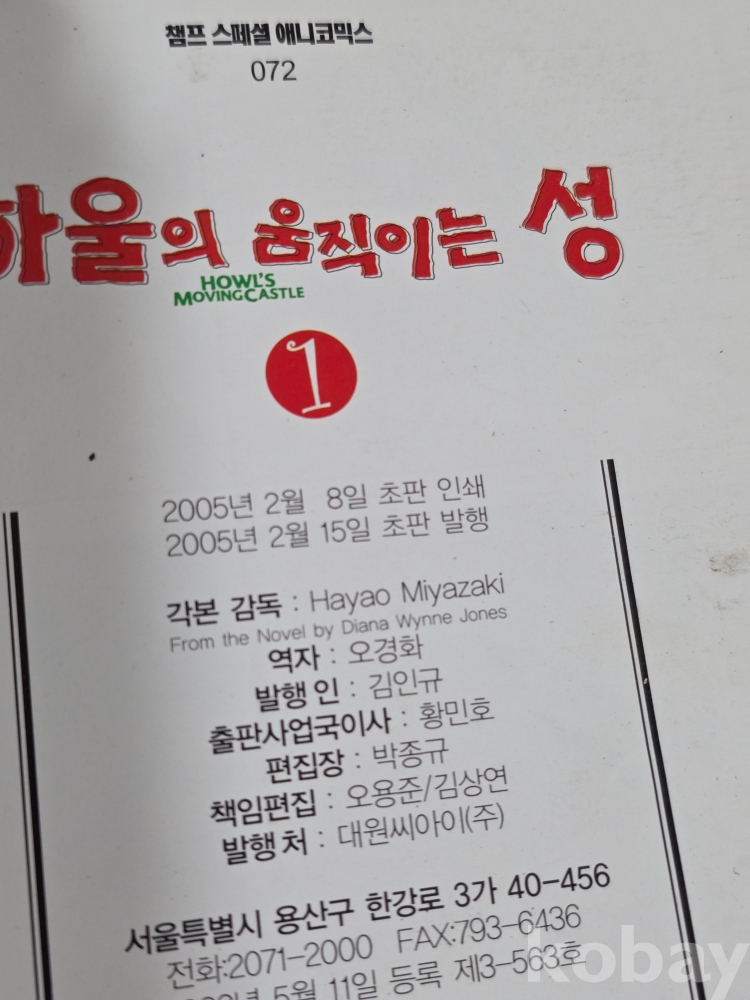 챔프 스페셜 애니코믹스
072
하울의 움직이는 성
HOWL'S
MOVING CASTLE
1
2005년 2월 8일 초판 인쇄
2005년 2월 15일 초판 발행
각본 감독 : Hayao Miyazaki
From the Novel by Diana Wynne Jones
역자 : 오경화
발행인 : 김인규
출판사업국이사 : 황민호
편집장 : 박종규
책임편집 : 오용준/김상연
발행처 : 대원씨아이(주)
서울특별시 용산구 한강로 3가 40-456
전화:2071-2000 FAX:793-6436
5월 11일 등록 제3-563호
kobay